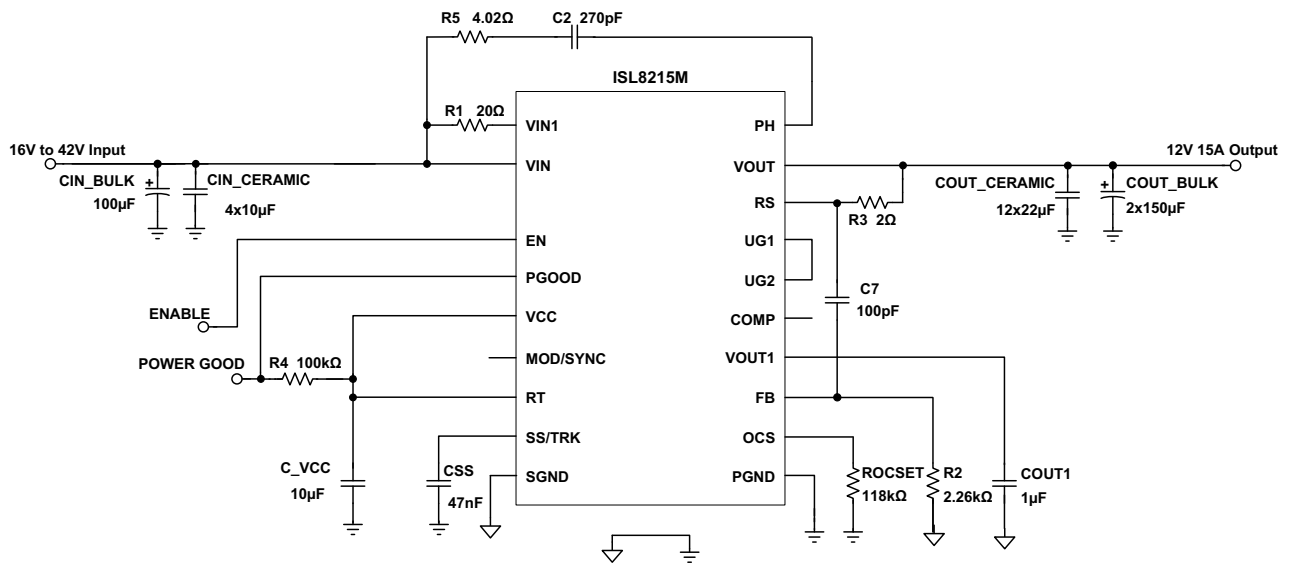 R5 4.02Ω
C2 270pF
ISL8215M
R1 20Ω
VIN1
PH
16V to 42V Input
VIN
VOUT
12V 15A Output
CIN_BULK
+
100µF
CIN_CERAMIC
4x10µF
RS
R3 2Ω
COUT_CERAMIC
12x22µF
+
COUT_BULK
2x150µF
EN
UG1
PGOOD
UG2
C7
100pF
ENABLE
VCC
COMP
POWER GOOD
R4 100kΩ
MOD/SYNC
VOUT1
RT
FB
SS/TRK
OCS
C_VCC
10µF
CSS
47nF
SGND
PGND
ROCSET
118kΩ
R2
2.26kΩ
COUT1
1µF